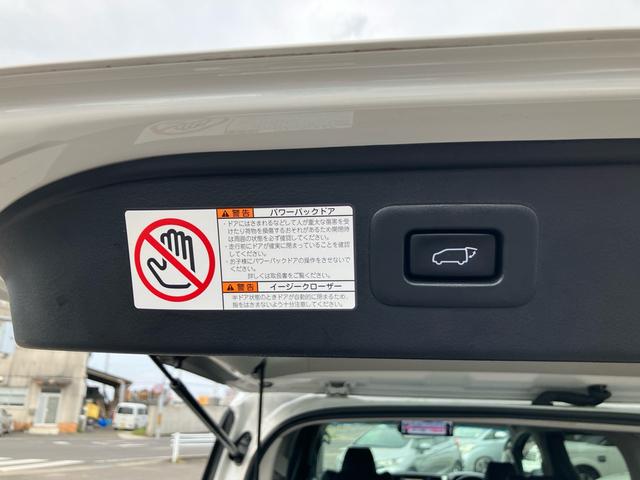 警告 パワーバックドア
・ドアにはさまれるなどして人が重大な傷害を受
けたり荷物を損傷するおそれがあるため開閉時
は周囲の状態を必ず確認してください。
・走行前にドアが確実に閉まっていることを確認
してください。
・お子様にパワーバックドアの操作をさせないで
ください。
詳しくは取扱書をご覧ください。
警告 イージークローザー
半ドア状態のときドアが自動的に閉まるため、
指をはさまないよう十分注意してください。